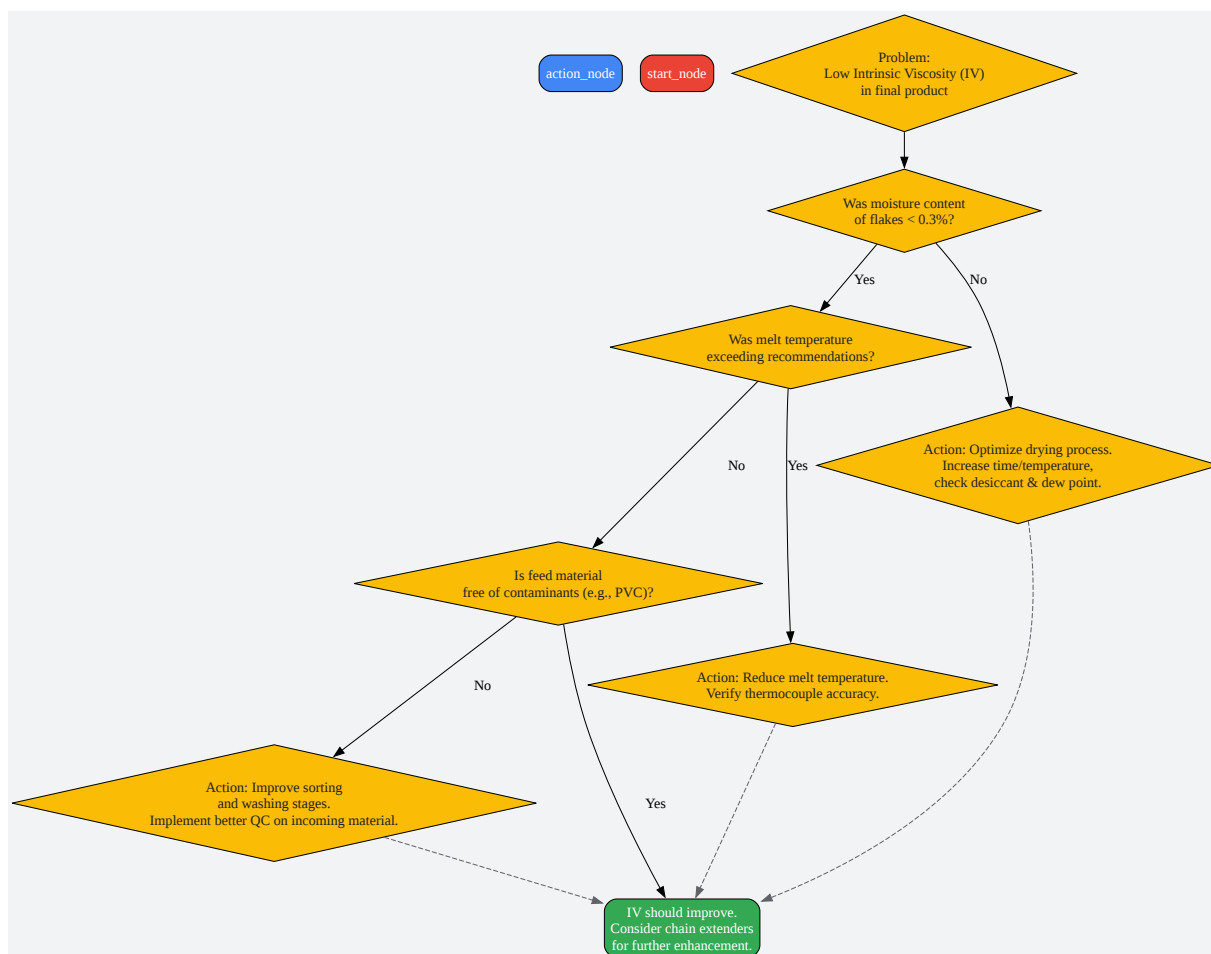 Problem:
Low Intrinsic Viscosity (IV)
in final product
action_node
start_node
Was moisture content
of flakes < 0.3%?
Yes
No
Was melt temperature
exceeding recommendations?
Action: Optimize drying process.
Increase time/temperature,
check desiccant & dew point.
No
Yes
Is feed material
free of contaminants (e.g., PVC)?
No
Action: Reduce melt temperature.
Verify thermocouple accuracy.
Action: Improve sorting
and washing stages.
Implement better QC on incoming material.
Yes
IV should improve.
Consider chain extenders
for further enhancement.